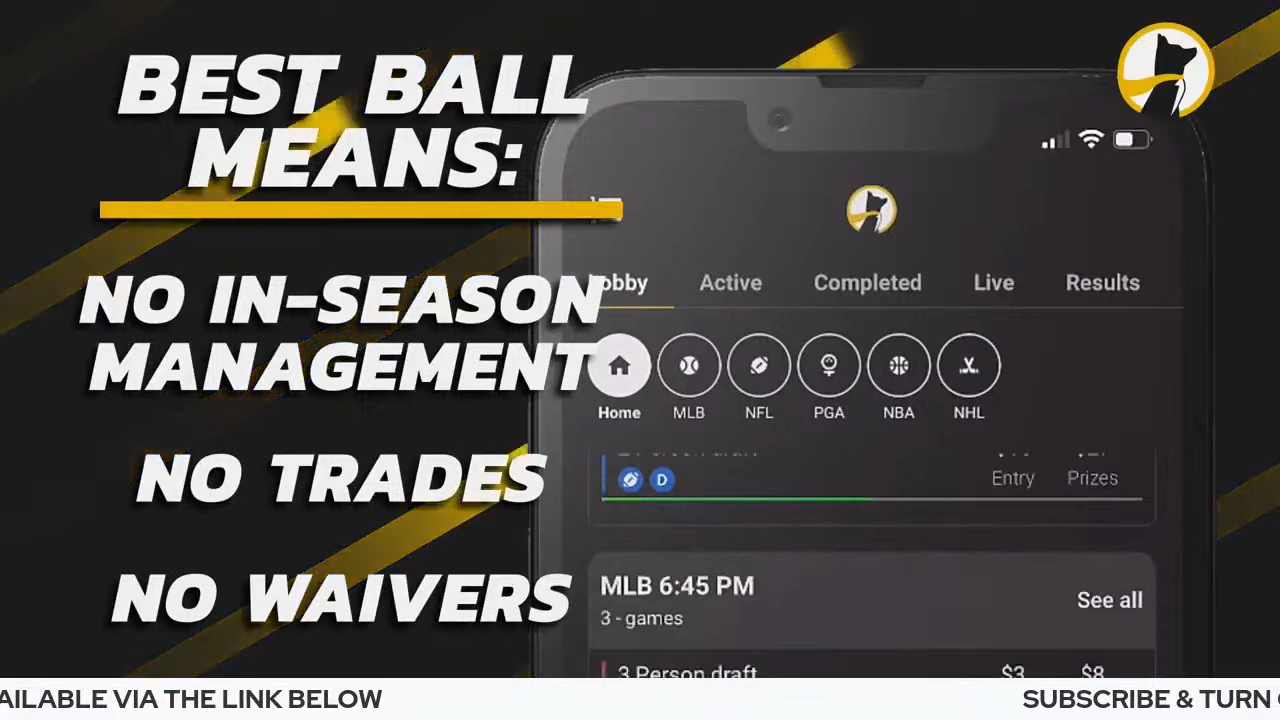 BEST BALL
MEANS:
NO IN-SEASON
MANAGEMENT
NO TRADES
NO WAIVERS
Lobby Active Completed Live Results
Home MLB NFL PGA NBA NHL
D
Entry Prizes
MLB 6:45 PM
See all
3 - games
3 Person draft $3 $8
AILABLE VIA THE LINK BELOW
SUBSCRIBE & TURN